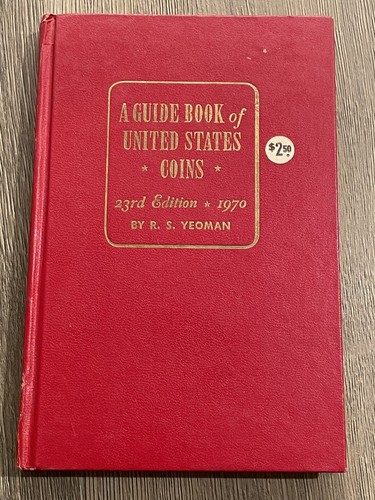 A GUIDE BOOK of
UNITED STATES
★ COINS ★
23rd Edition ★ 1970
BY R. S. YEOMAN
$2.50